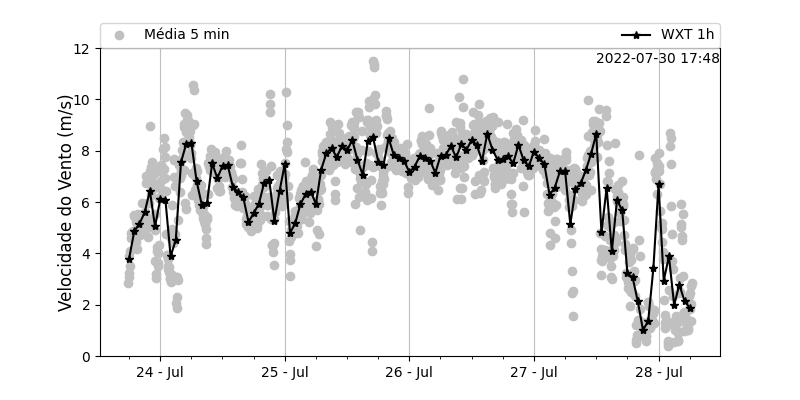 Média 5 min
WXT 1h
2022-07-30 17:48
Velocidade do Vento (m/s)
12
10
8
6
4
2
0
24 - Jul
25 - Jul
26 - Jul
27 - Jul
28 - Jul